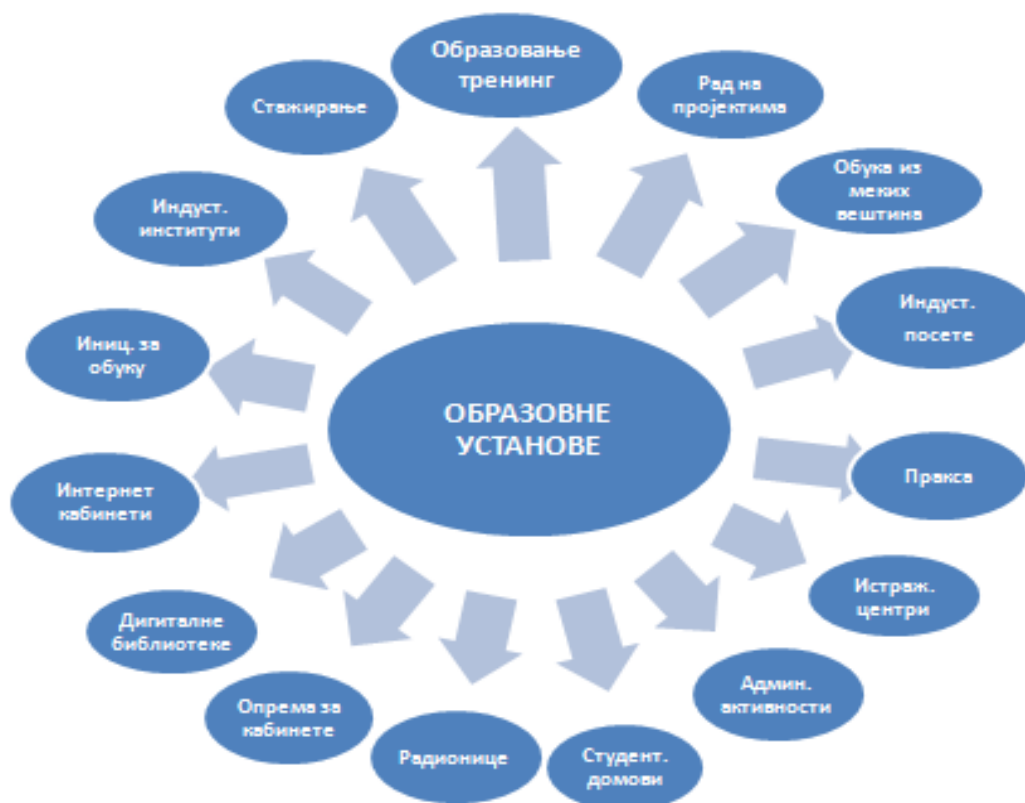 Образовање
тренинг
Рад на
пројектима
Обука из
меких
вештина
Индуст.
посете
Пракса
Истраж.
центри
Админ.
активности
Студент.
домови
Радионице
Опрема за
кабинете
Дигиталне
библиотеке
Интернет
кабинети
Иниц. за
обуку
Индуст.
институти
Стажирање
ОБРАЗОВНЕ
УСТАНОВЕ